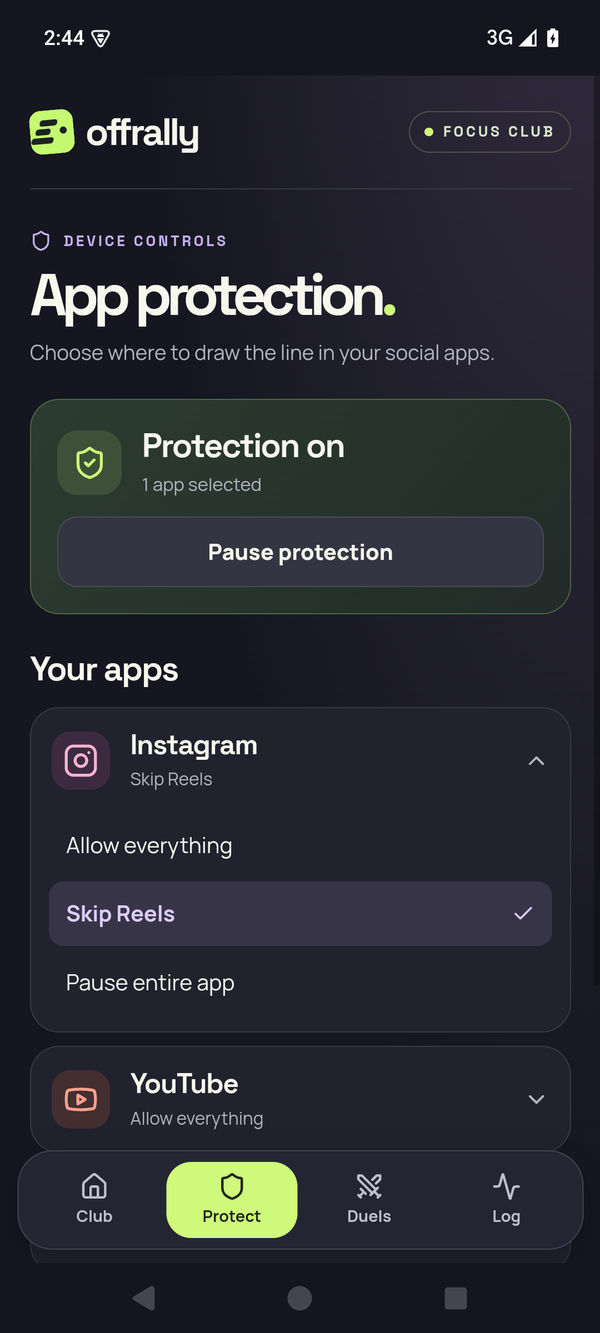 2:44
3G
offrally
FOCUS CLUB
DEVICE CONTROLS
App protection.
Choose where to draw the line in your social apps.
Protection on
1 app selected
Pause protection
Your apps
Instagram
Skip Reels
Allow everything
Skip Reels
Pause entire app
YouTube
Allow everything
Club
Protect
Duels
Log